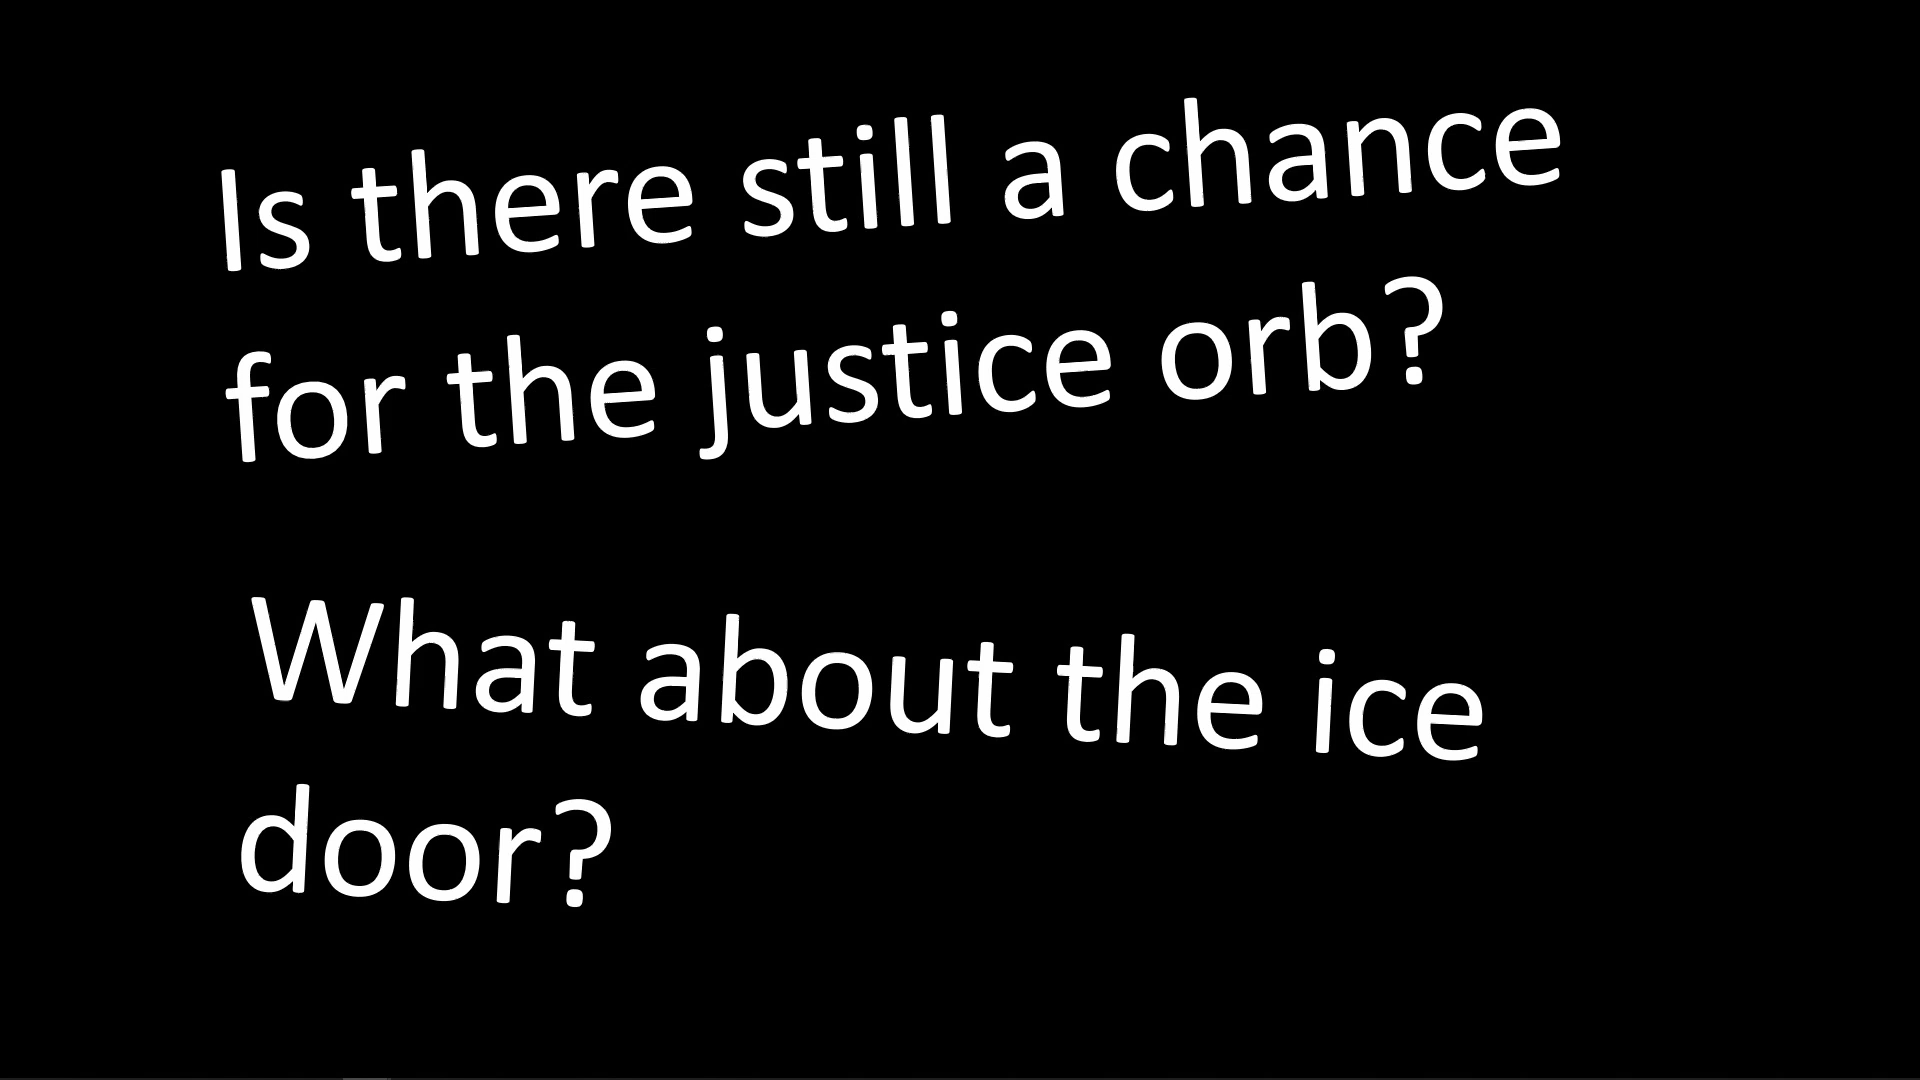 Is there still a chance
for the justice orb?
What about the ice
door?